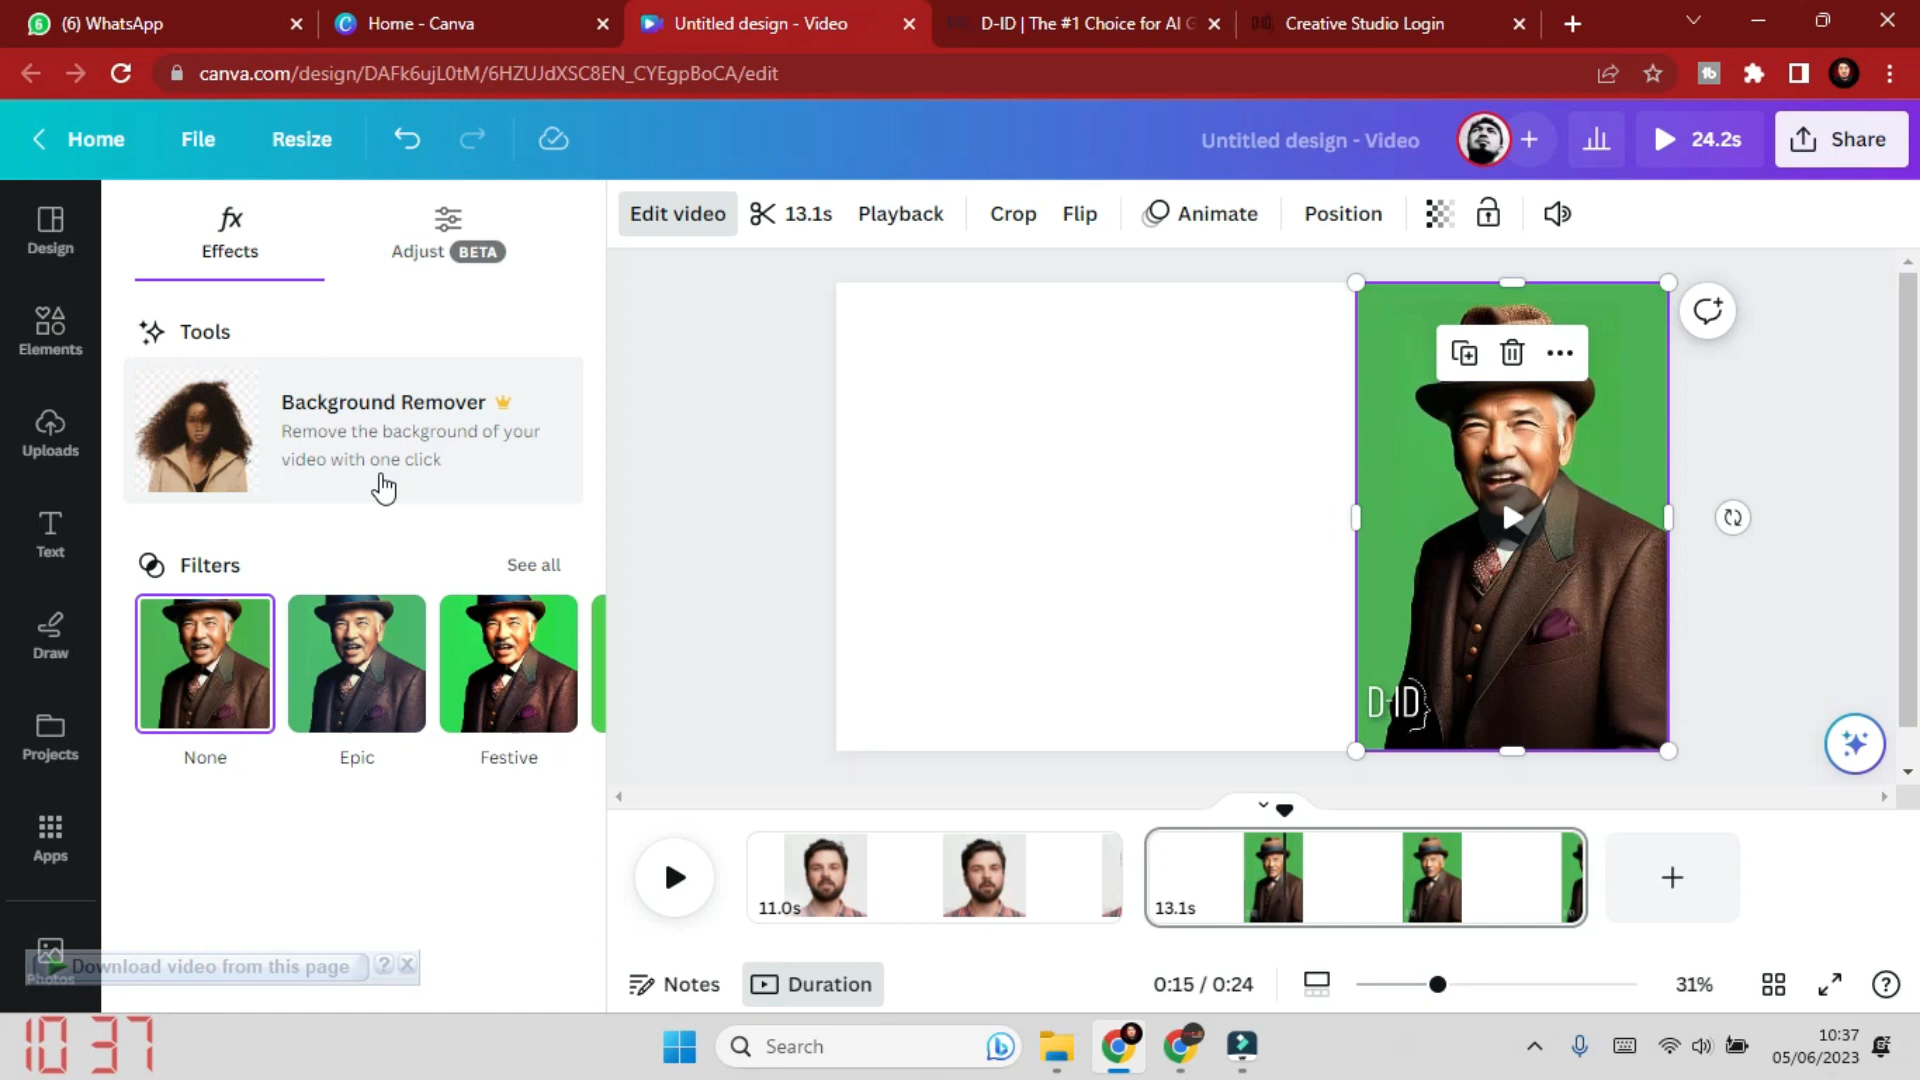 (6) WhatsApp
Home - Canva
Untitled design - Video
D-ID | The #1 Choice for AI G
Creative Studio Login
canva.com/design/DAFk6ujL0tM/6HZUJdXSC8EN_CYEgpBoCA/edit
Home
File
Resize
Untitled design - Video
24.2s
Share
Design
Elements
Uploads
Text
Draw
Projects
Apps
Photos
fx
Effects
Adjust BETA
Tools
Background Remover
Remove the background of your
video with one click
Filters
See all
None
Epic
Festive
Edit video
13.1s
Playback
Crop
Flip
Animate
Position
D-ID
11.0s
13.1s
Download video from this page
Notes
Duration
0:15 / 0:24
31%
10 37
Search
10:37
05/06/2023